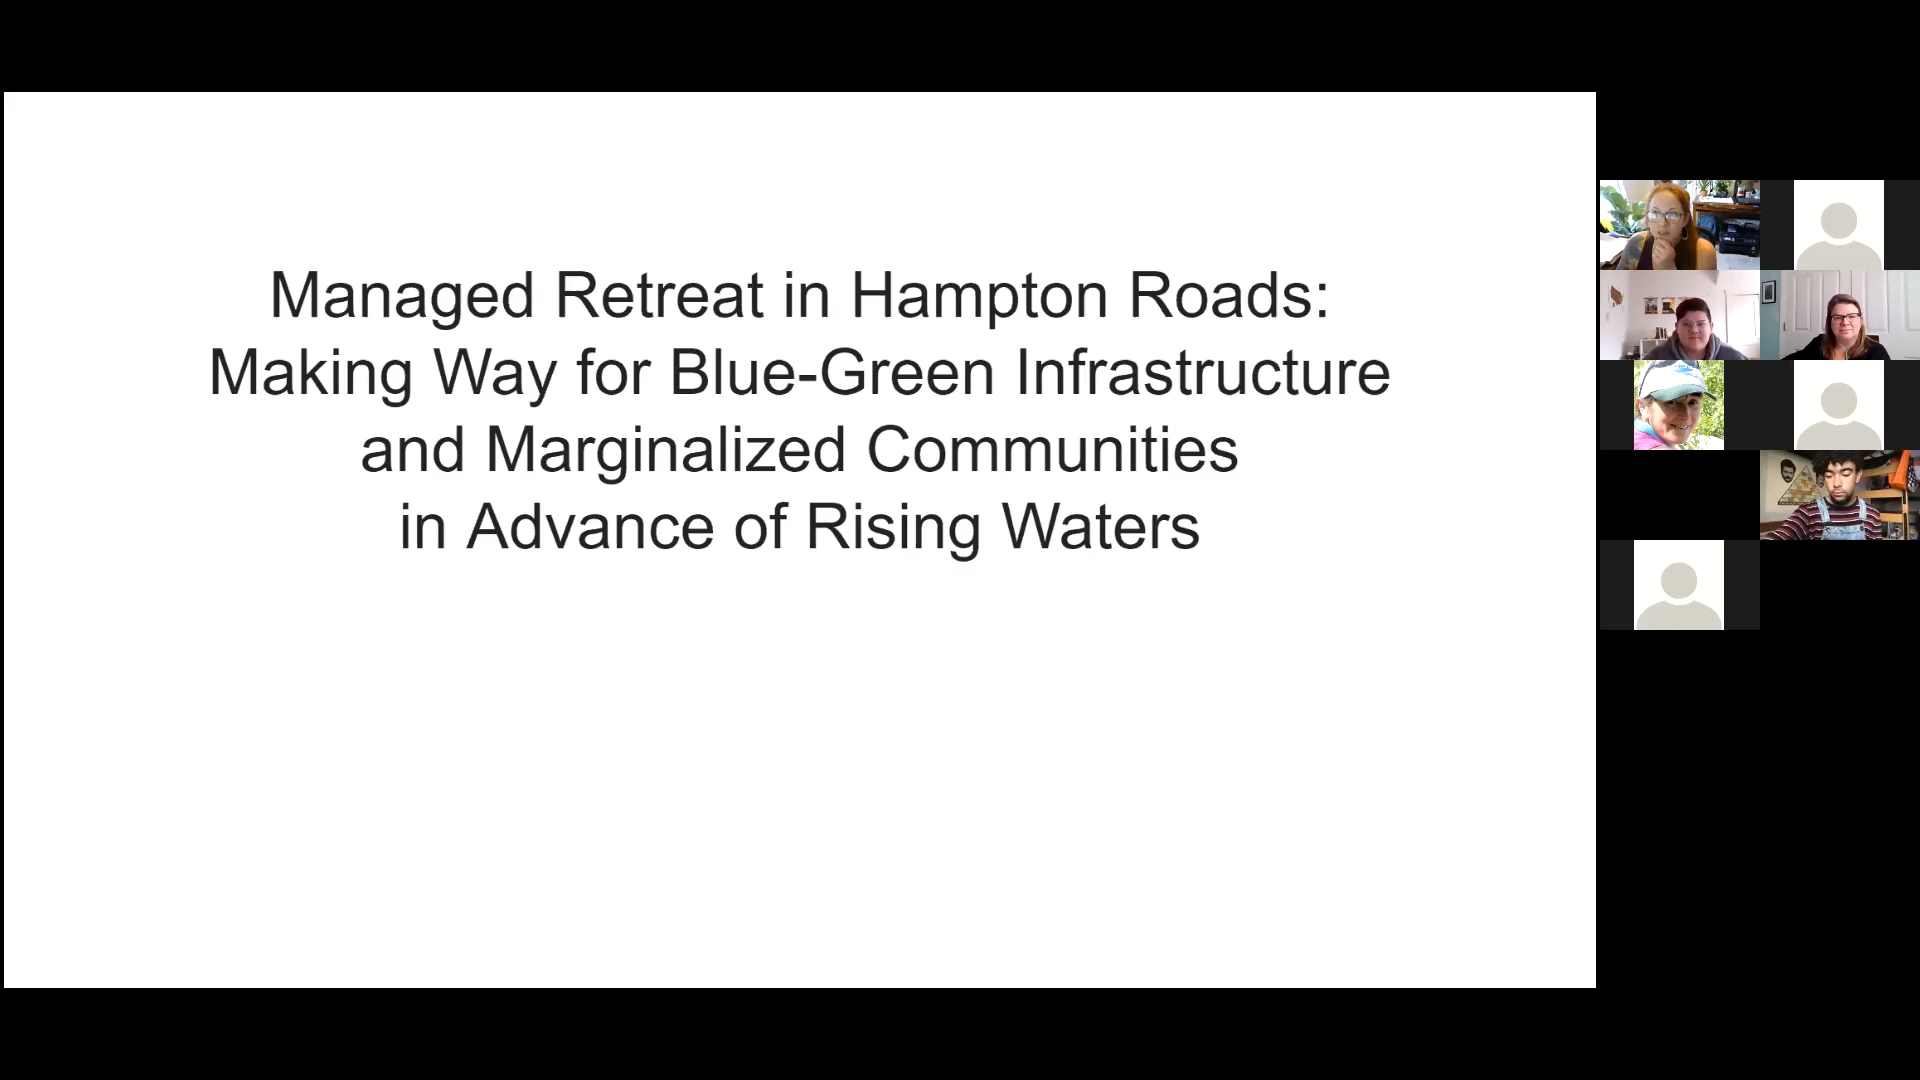 Managed Retreat in Hampton Roads:
Making Way for Blue-Green Infrastructure
and Marginalized Communities
in Advance of Rising Waters